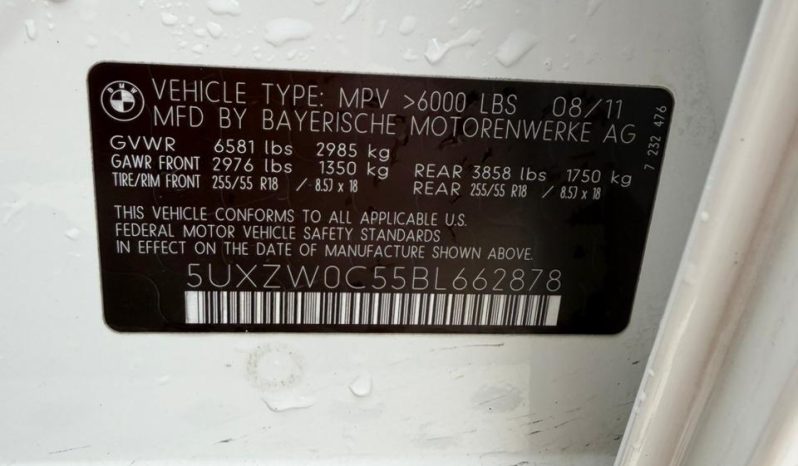 BMW
VEHICLE TYPE: MPV >6000 LBS 08/11
MFD BY BAYERISCHE MOTORENWERKE AG
GVWR 6581 lbs 2985 kg
GAWR FRONT 2976 lbs 1350 kg REAR 3858 lbs 1750 kg
TIRE/RIM FRONT 255/55 R18 / 8.5J x 18 REAR 255/55 R18 / 8.5J x 18
THIS VEHICLE CONFORMS TO ALL APPLICABLE U.S.
FEDERAL MOTOR VEHICLE SAFETY STANDARDS
IN EFFECT ON THE DATE OF MANUFACTURE SHOWN ABOVE.
5UXZW0C55BL662878
7 232 476